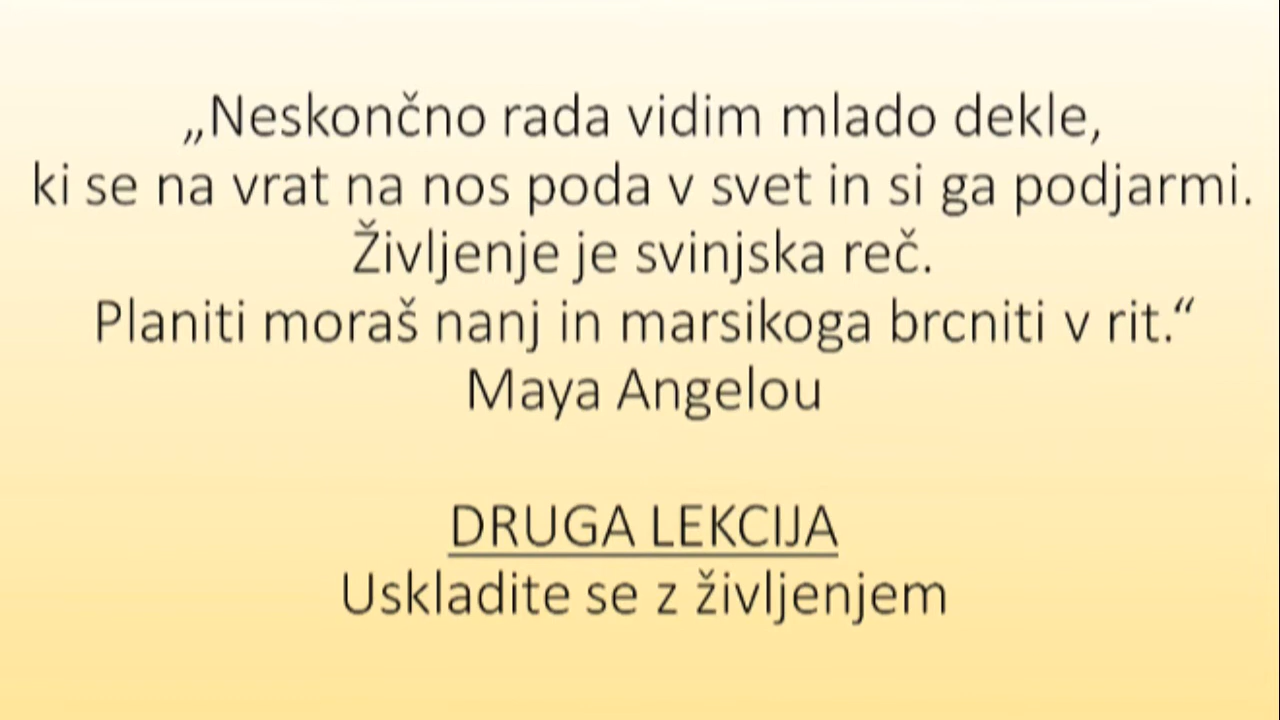 „Neskončno rada vidim mlado dekle,
ki se na vrat na nos poda v svet in si ga podjarmi.
Življenje je svinjska reč.
Planiti moraš nanj in marsikoga brcniti v rit.“
Maya Angelou
DRUGA LEKCIJA
Uskladite se z življenjem